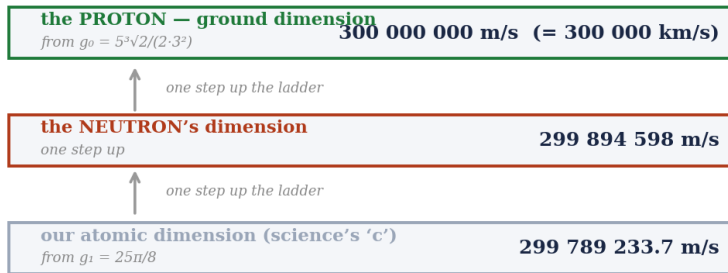 the PROTON — ground dimension
300 000 000 m/s (= 300 000 km/s)
from g₀ = 5³√2/(2·3²)
one step up the ladder
the NEUTRON’s dimension
299 894 598 m/s
one step up
one step up the ladder
our atomic dimension (science’s ‘c’)
299 789 233.7 m/s
from g₁ = 25π/8